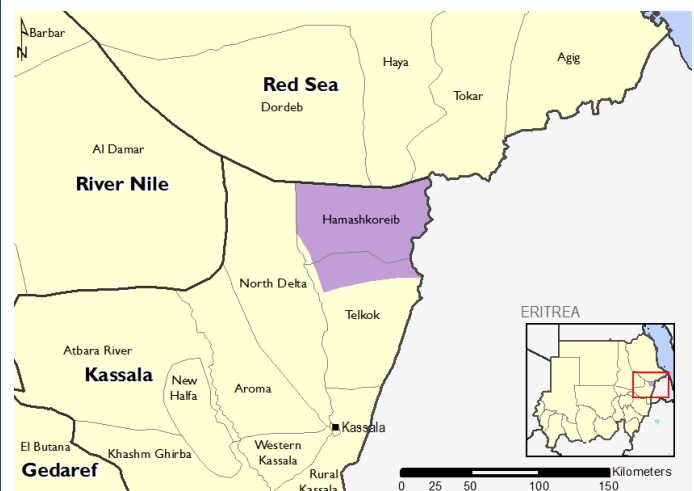 Barbar
N
Red Sea
Dordeb
Haya
Tokar
Agig
Al Damar
River Nile
Hamashkoreib
North Delta
Telkok
ERITREA
Atbara River
Kassala
New
Halfa
Aroma
Kassala
El Butana
Gedaref
Khashm Ghirba
Western
Kassala
Rural
Kassala
Kilometers
0 25 50 100 150